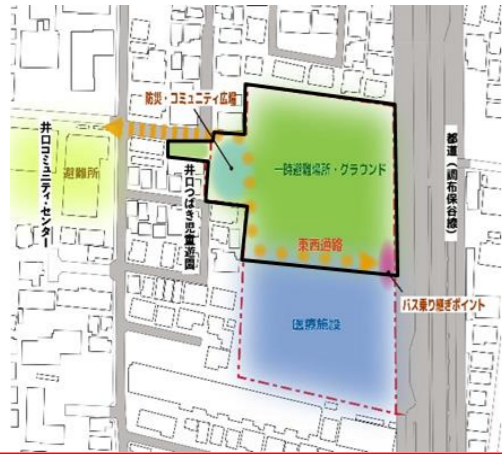 防災・コミュニティ広場
井口コミュニティ・センター
避難所
井口つばき児童遊園
一時避難場所・グラウンド
都道(調布保谷線)
東西通路
バス乗り継ぎポイント
医療施設